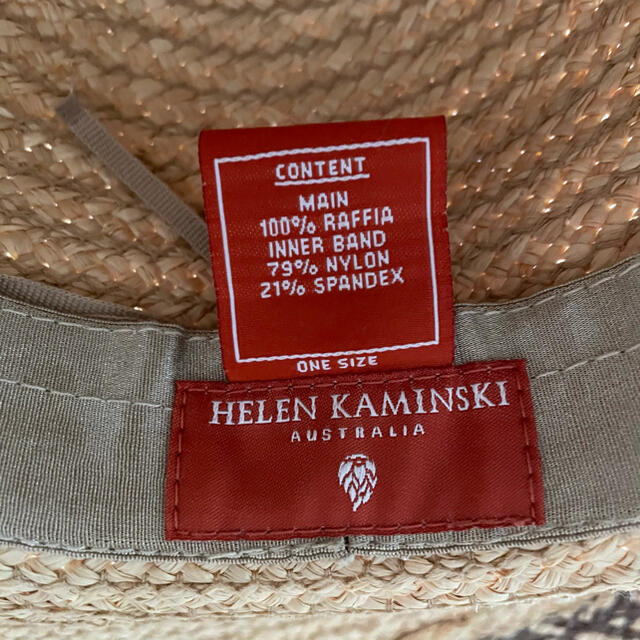 CONTENT
MAIN
100% RAFFIA
INNER BAND
79% NYLON
21% SPANDEX
ONE SIZE
HELEN KAMINSKI
AUSTRALIA